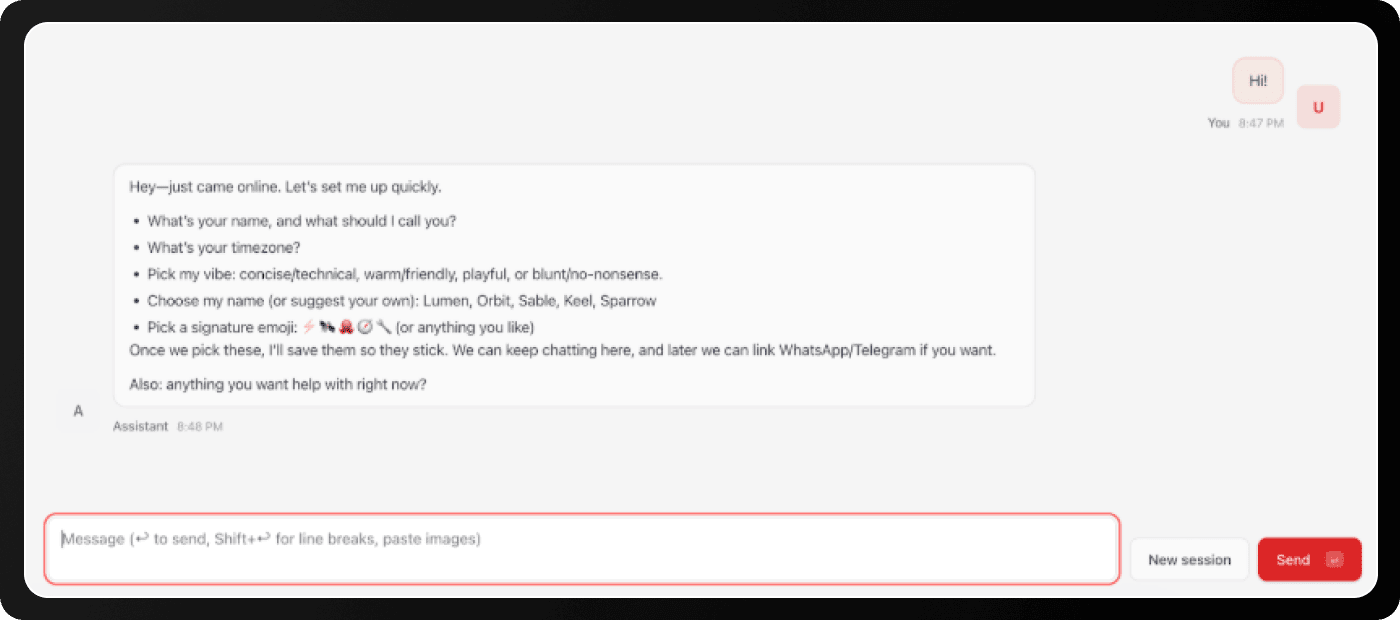 Hi!
U
You 8:47 PM
Hey—just came online. Let's set me up quickly.
• What's your name, and what should I call you?
• What's your timezone?
• Pick my vibe: concise/technical, warm/friendly, playful, or blunt/no-nonsense.
• Choose my name (or suggest your own): Lumen, Orbit, Sable, Keel, Sparrow
• Pick a signature emoji: ⚡🐜🐙🧭🔧 (or anything you like)
Once we pick these, I'll save them so they stick. We can keep chatting here, and later we can link WhatsApp/Telegram if you want.
Also: anything you want help with right now?
A
Assistant 8:48 PM
Message (↩ to send, Shift+↩ for line breaks, paste images)
New session
Send ↵